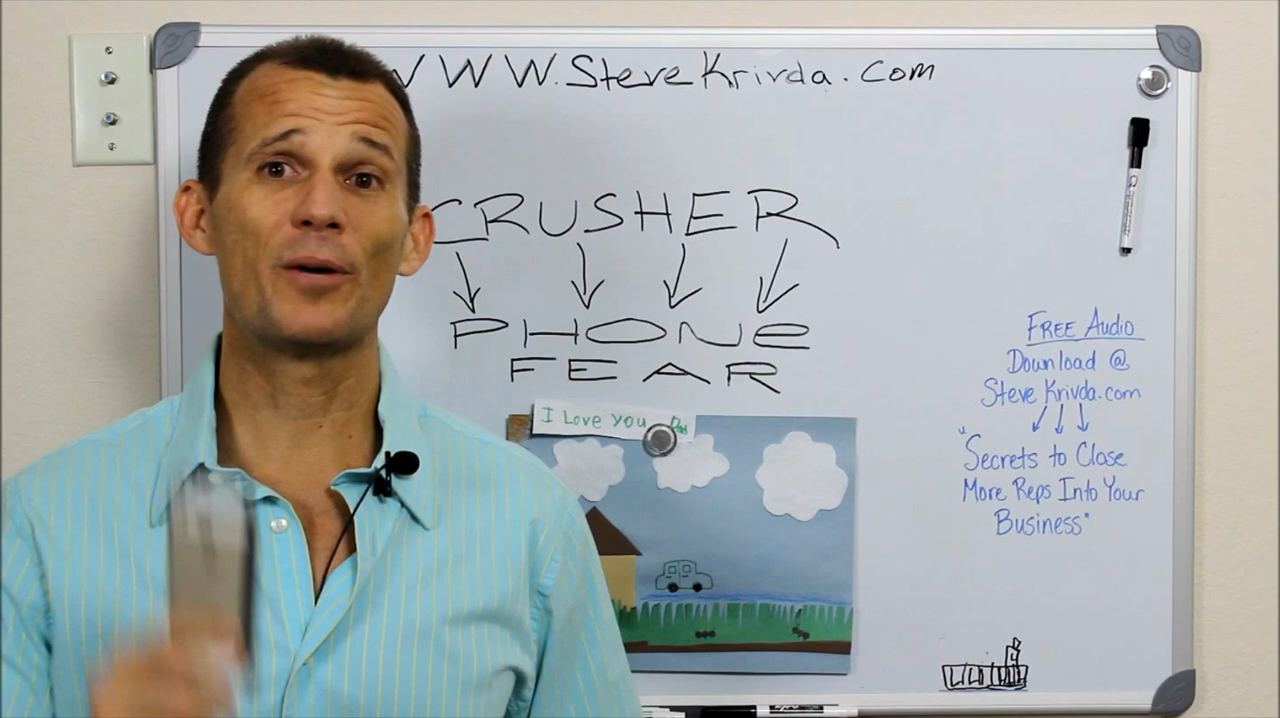 WWW.SteveKrivda.com
CRUSHER
PHONe
FEAR
I Love you Dad
FREE Audio
Download @
Steve Krivda.com
"Secrets to Close
More Reps Into Your
Business"